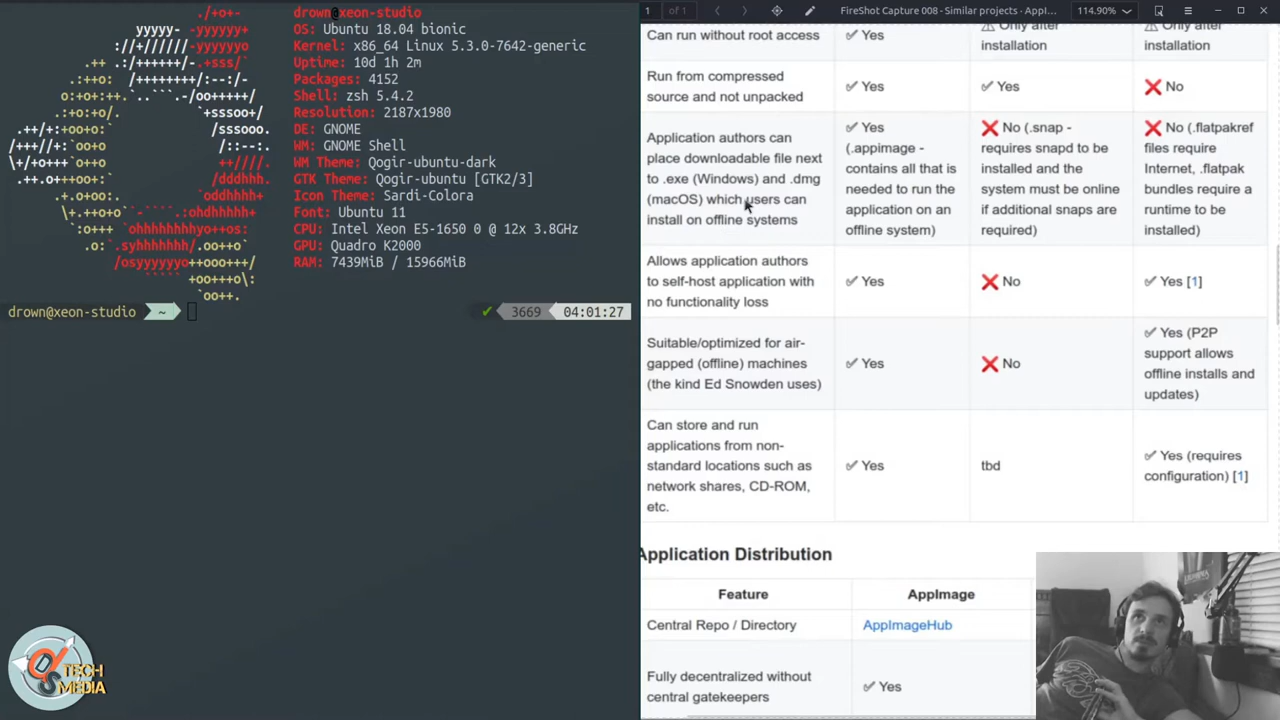 drown@xeon-studio
OS: Ubuntu 18.04 bionic
Kernel: x86_64 Linux 5.3.0-7642-generic
Uptime: 10d 1h 2m
Packages: 4152
Shell: zsh 5.4.2
Resolution: 2187x1980
DE: GNOME
WM: GNOME Shell
WM Theme: Qogir-ubuntu-dark
GTK Theme: Qogir-ubuntu [GTK2/3]
Icon Theme: Sardi-Colora
Font: Ubuntu 11
CPU: Intel Xeon E5-1650 0 @ 12x 3.8GHz
GPU: Quadro K2000
RAM: 7439MiB / 15966MiB
drown@xeon-studio ~ ✔ 3669 04:01:27
OS TECH
MEDIA
1 of 1 FireShot Capture 008 - Similar projects - AppI... 114.90%
Can run without root access
✅ Yes
⚠ Only after
installation
⚠ Only after
installation
Run from compressed
source and not unpacked
✅ Yes
✅ Yes
❌ No
Application authors can
place downloadable file next
to .exe (Windows) and .dmg
(macOS) which users can
install on offline systems
✅ Yes
(.appimage -
contains all that is
needed to run the
application on an
offline system)
❌ No (.snap -
requires snapd to be
installed and the
system must be online
if additional snaps are
required)
❌ No (.flatpakref
files require
Internet, .flatpak
bundles require a
runtime to be
installed)
Allows application authors
to self-host application with
no functionality loss
✅ Yes
❌ No
✅ Yes [1]
Suitable/optimized for air-
gapped (offline) machines
(the kind Ed Snowden uses)
✅ Yes
❌ No
✅ Yes (P2P
support allows
offline installs and
updates)
Can store and run
applications from non-
standard locations such as
network shares, CD-ROM,
etc.
✅ Yes
tbd
✅ Yes (requires
configuration) [1]
Application Distribution
Feature AppImage
Central Repo / Directory AppImageHub
Fully decentralized without
central gatekeepers
✅ Yes